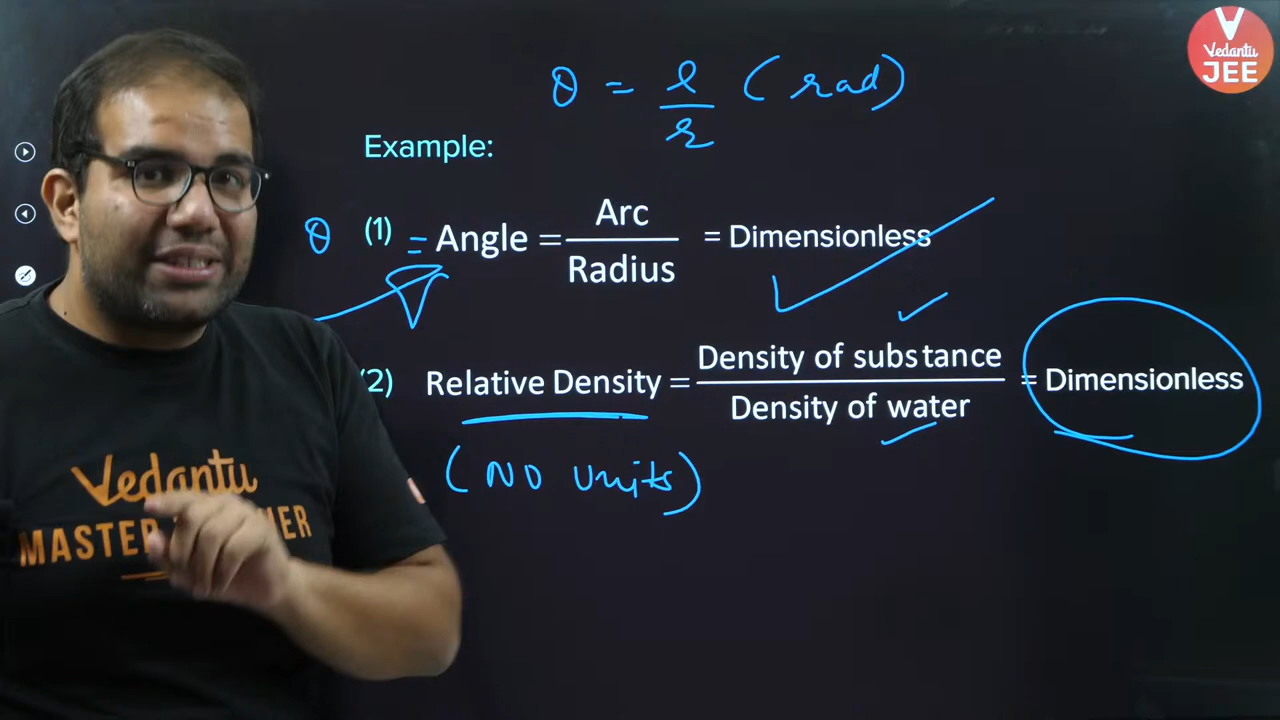 Vedantu
JEE
θ = l/r (rad)
Example:
θ (1) = Angle = Arc/Radius = Dimensionless
(2) Relative Density = Density of substance/Density of water = Dimensionless
(NO Units)
Vedantu
MASTER